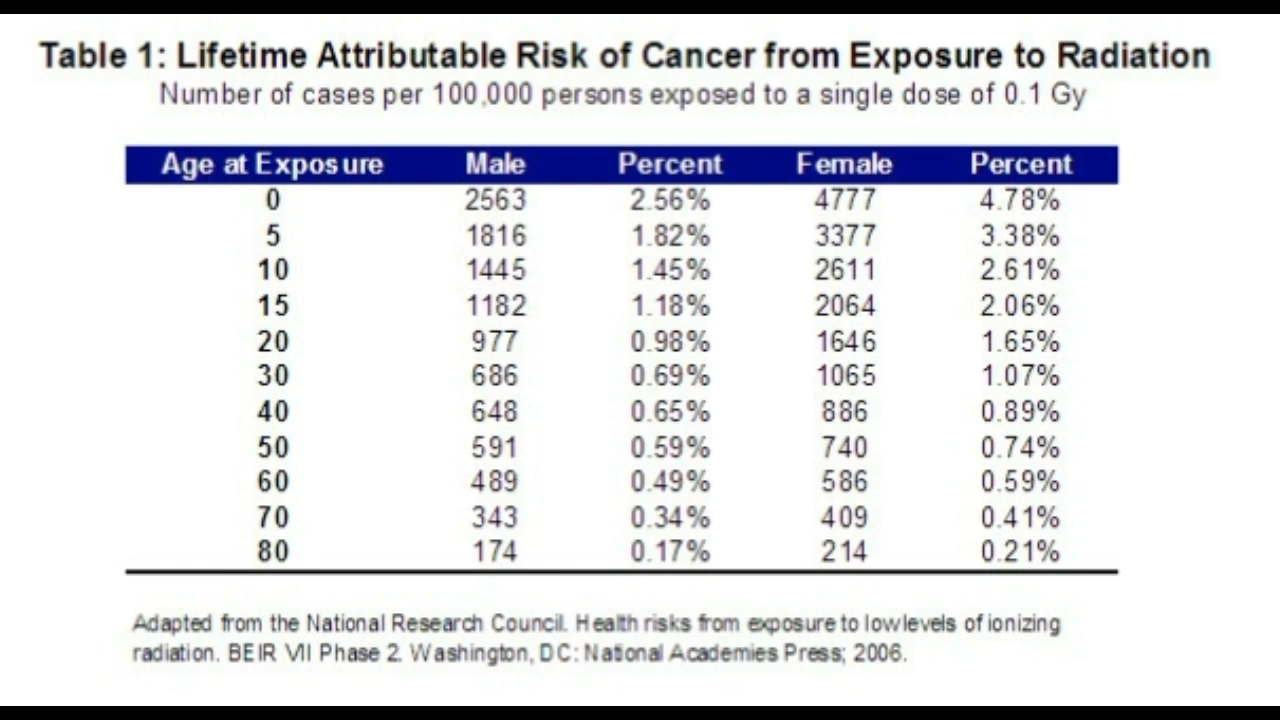 Table 1: Lifetime Attributable Risk of Cancer from Exposure to Radiation
Number of cases per 100,000 persons exposed to a single dose of 0.1 Gy
Age at Exposure Male Percent Female Percent
0 2563 2.56% 4777 4.78%
5 1816 1.82% 3377 3.38%
10 1445 1.45% 2611 2.61%
15 1182 1.18% 2064 2.06%
20 977 0.98% 1646 1.65%
30 686 0.69% 1065 1.07%
40 648 0.65% 886 0.89%
50 591 0.59% 740 0.74%
60 489 0.49% 586 0.59%
70 343 0.34% 409 0.41%
80 174 0.17% 214 0.21%
Adapted from the National Research Council. Health risks from exposure to low levels of ionizing
radiation. BEIR VII Phase 2. Washington, DC: National Academies Press; 2006.